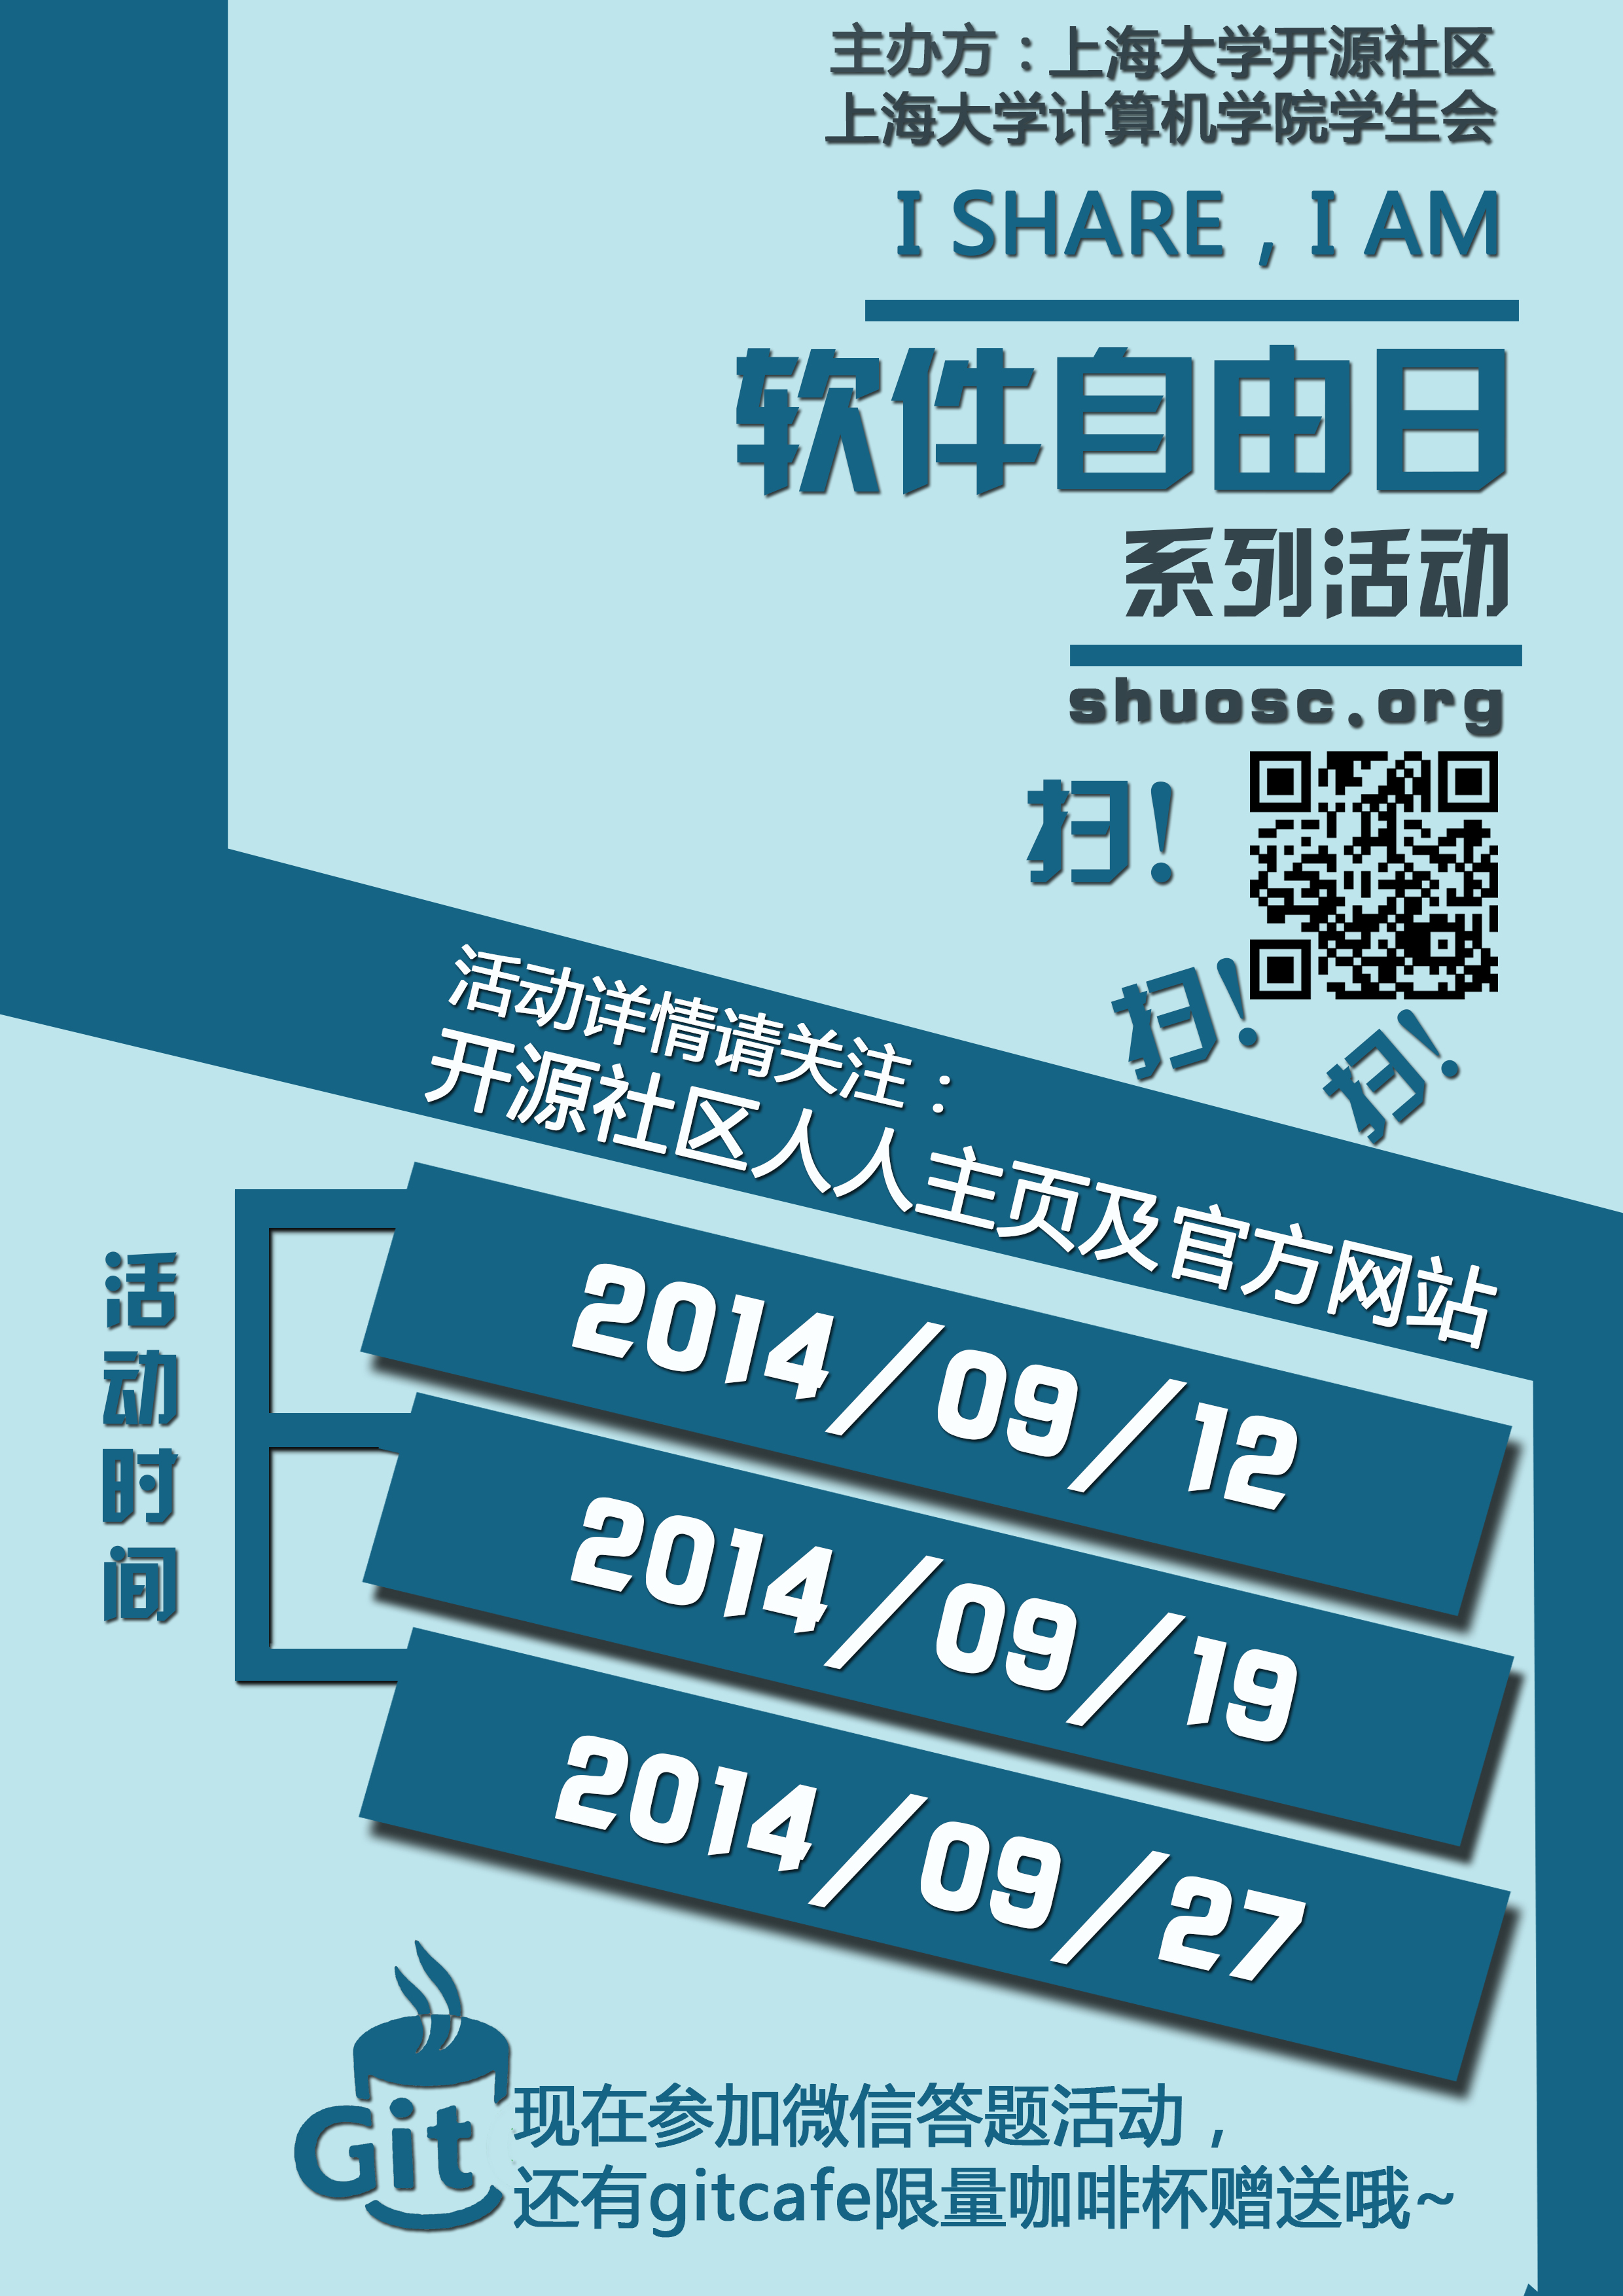 主办方：上海大学开源社区
上海大学计算机学院学生会
I SHARE，I AM
软件自由日
系列活动
shuosc.org
扫！
扫！
扫！
活动详情请关注：
开源社区人人主页及官方网站
活动时间
2014/09/12
2014/09/19
2014/09/27
Git
现在参加微信答题活动，
还有gitcafe限量咖啡杯赠送哦~